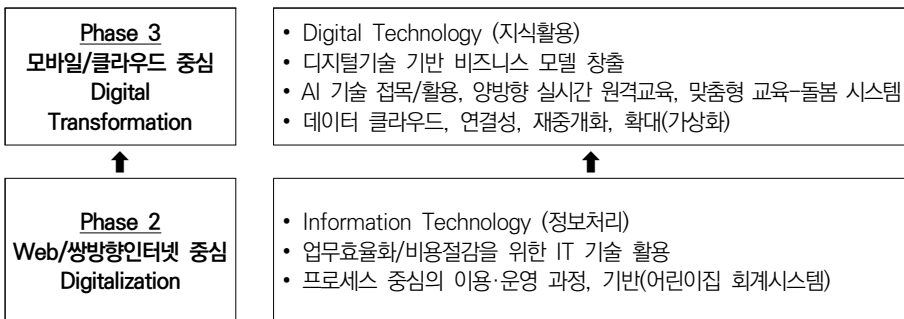 Phase 3
모바일/클라우드 중심
Digital
Transformation
• Digital Technology (지식활용)
• 디지털기술 기반 비즈니스 모델 창출
• AI 기술 접목/활용, 양방향 실시간 원격교육, 맞춤형 교육-돌봄 시스템
• 데이터 클라우드, 연결성, 재중개화, 확대(가상화)
Phase 2
Web/쌍방향인터넷 중심
Digitalization
• Information Technology (정보처리)
• 업무효율화/비용절감을 위한 IT 기술 활용
• 프로세스 중심의 이용·운영 과정, 기반(어린이집 회계시스템)